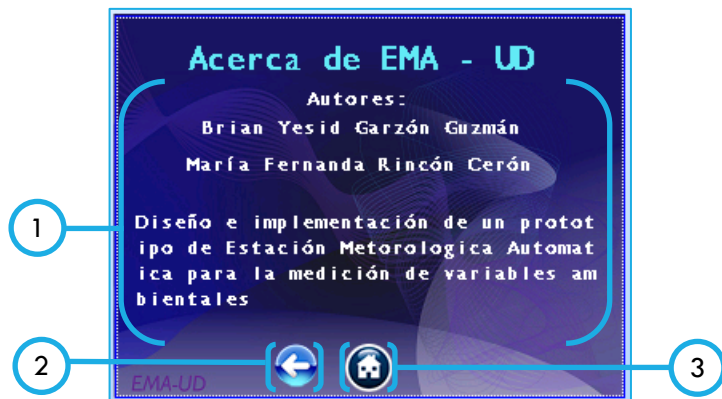 Acerca de EMA - UD
Autores:
Brian Yesid Garzón Guzmán
María Fernanda Rincón Cerón
1
Diseño e implementación de un protot
ipo de Estación Metorologica Automat
ica para la medición de variables am
bientales
2
3
EMA-UD